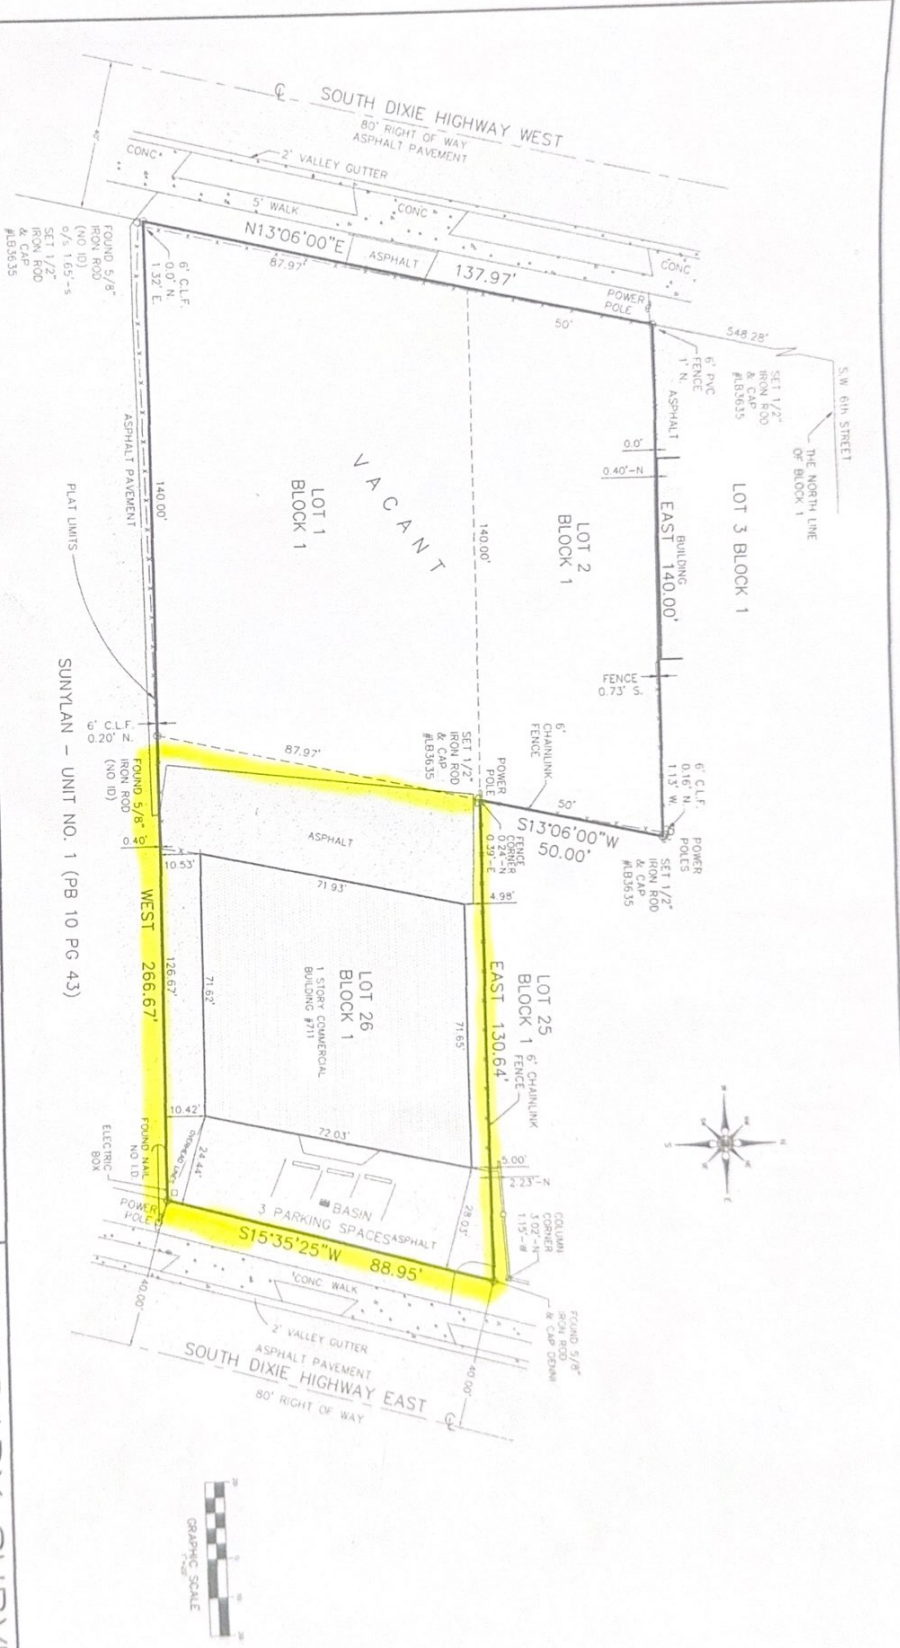 SOUTH DIXIE HIGHWAY WEST
80' RIGHT OF WAY
ASPHALT PAVEMENT
CONC
2' VALLEY GUTTER
5' WALK
CONC
CONC
N13°06'00"E
87.97'
ASPHALT
137.97'
POWER
POLE
50'
548.28'
S.W. 6th STREET
THE NORTH LINE
OF BLOCK 1
FOUND 5/8"
IRON ROD
(NO ID)
o/s 1.65'-s
SET 1/2"
IRON ROD
& CAP
#LB3635
6' C.L.F.
0.0' N.
1.32' E.
6' PVC
FENCE
1' N.
SET 1/2"
IRON ROD
& CAP
#LB3635
ASPHALT
0.0'
0.40'-N
LOT 3 BLOCK 1
BUILDING
EAST 140.00'
ASPHALT PAVEMENT
140.00'
PLAT LIMITS
VACANT
LOT 1
BLOCK 1
140.00'
LOT 2
BLOCK 1
FENCE
0.73' S.
SUNYLAN - UNIT NO. 1 (PB 10 PG 43)
6' C.L.F.
0.20' N.
87.97'
SET 1/2"
IRON ROD
& CAP
#LB3635
POWER
POLE
6'
CHAINLINK
FENCE
50'
S13°06'00"W
50.00'
6' C.L.F.
0.16' N
1.13' W.
POWER
POLES
SET 1/2"
IRON ROD
& CAP
#LB3635
FOUND 5/8"
IRON ROD
(NO ID)
0.40'
10.53'
ASPHALT
71.93'
FENCE
CORNER
0.24'-N
0.39'-E
4.98'
WEST 266.67'
126.67'
71.62'
LOT 26
BLOCK 1
1 STORY COMMERCIAL
BUILDING #711
71.65'
EAST 130.64'
LOT 25
BLOCK 1
6' CHAINLINK
FENCE
10.42'
72.03'
24.44'
5.00'
2.23'-N
FOUND NAIL
NO I.D.
ELECTRIC
BOX
POWER
POLE
BASIN
3 PARKING SPACES
ASPHALT
28.03'
COLUMN
CORNER
3.02'-N
1.15'-W
S15°35'25"W 88.95'
CONC WALK
FOUND 5/8"
IRON ROD
& CAP DENNI
40.00'
2' VALLEY GUTTER
ASPHALT PAVEMENT
SOUTH DIXIE HIGHWAY EAST
80' RIGHT OF WAY
40.00'
GRAPHIC SCALE